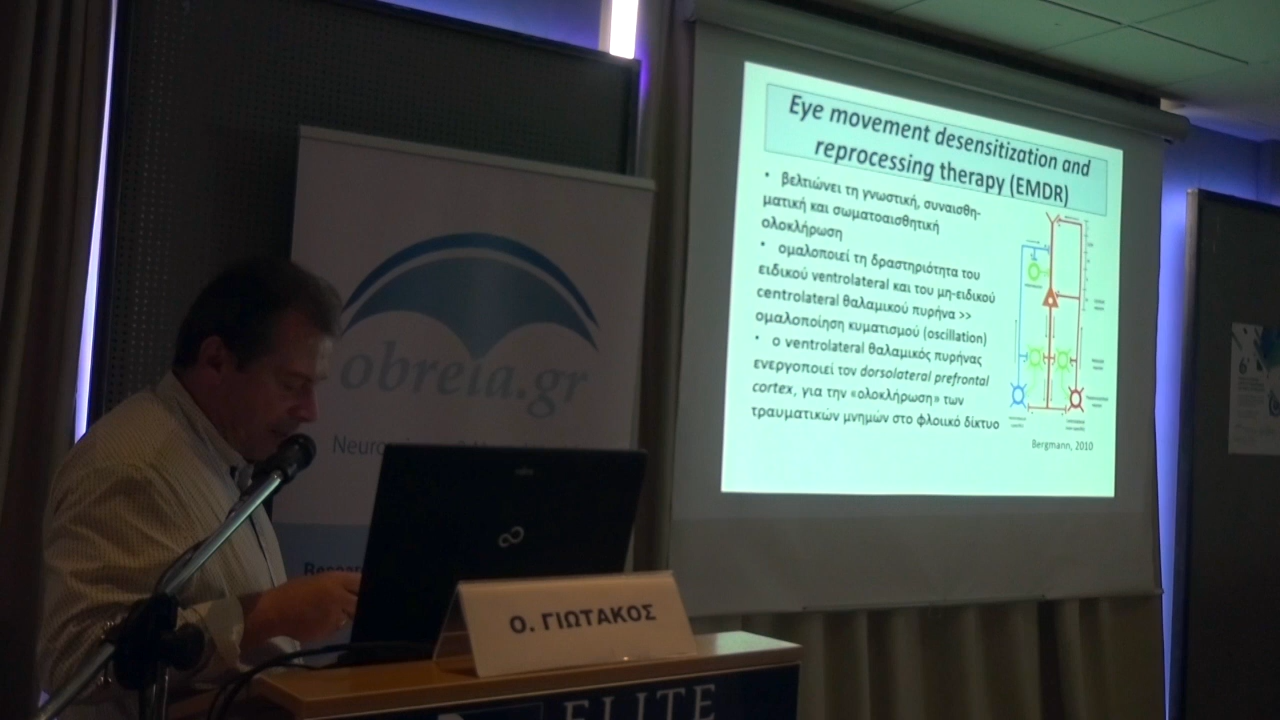 Eye movement desensitization and
reprocessing therapy (EMDR)
• βελτιώνει τη γνωστική, συναισθη-
ματική και σωματοαισθητική
ολοκλήρωση
• ομαλοποιεί τη δραστηριότητα του
ειδικού ventrolateral και του μη-ειδικού
centrolateral θαλαμικού πυρήνα >>
ομαλοποίηση κυματισμού (oscillation)
• ο ventrolateral θαλαμικός πυρήνας
ενεργοποιεί τον dorsolateral prefrontal
cortex, για την «ολοκλήρωση» των
τραυματικών μνημών στο φλοιικό δίκτυο
Bergmann, 2010
obreia.gr
Ο. ΓΙΩΤΑΚΟΣ
ELITE